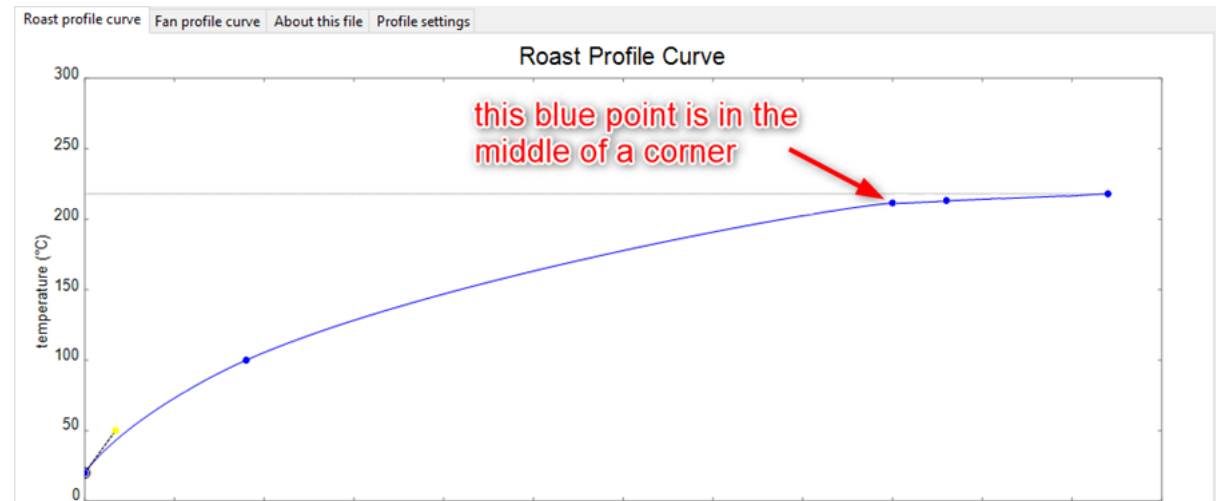 Roast profile curve Fan profile curve About this file Profile settings
Roast Profile Curve
300
this blue point is in the
middle of a corner
250
200
temperature (°C)
150
100
50
0